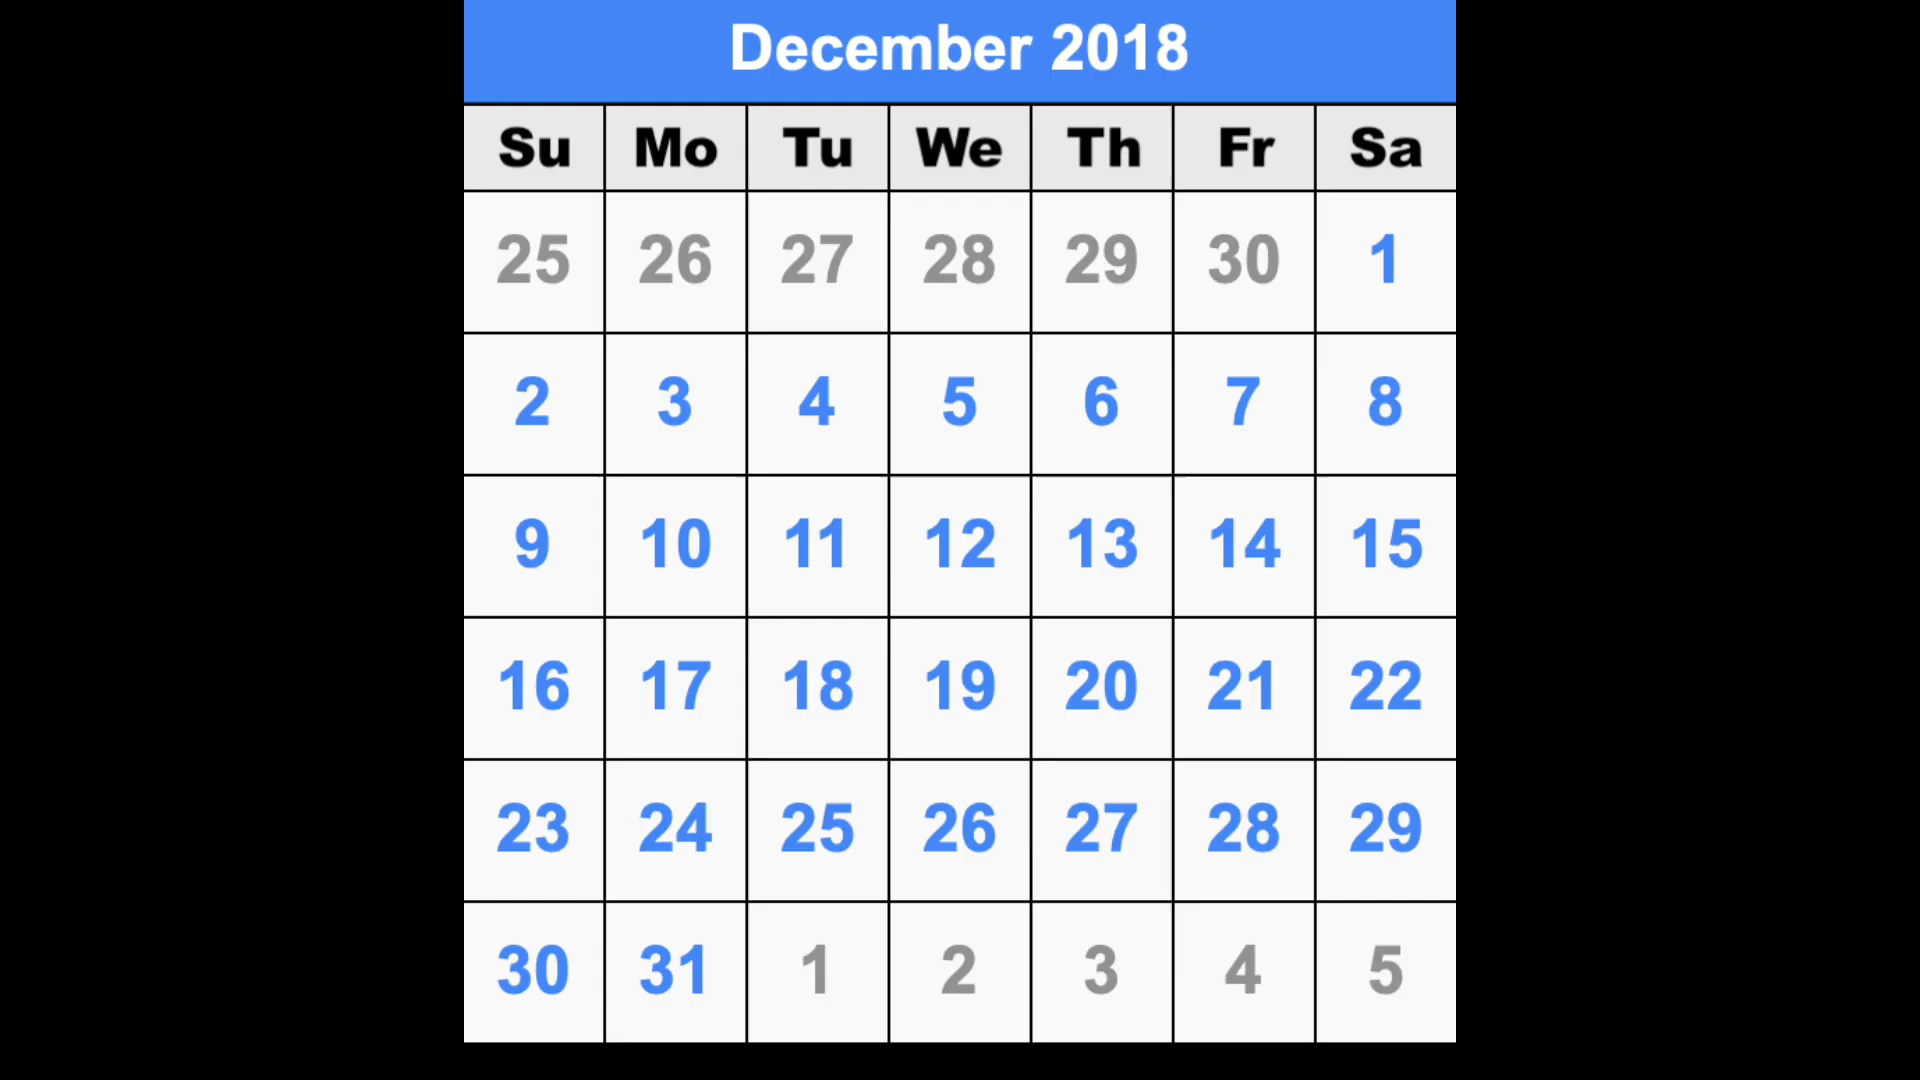 December 2018
Su Mo Tu We Th Fr Sa
25 26 27 28 29 30 1
2 3 4 5 6 7 8
9 10 11 12 13 14 15
16 17 18 19 20 21 22
23 24 25 26 27 28 29
30 31 1 2 3 4 5